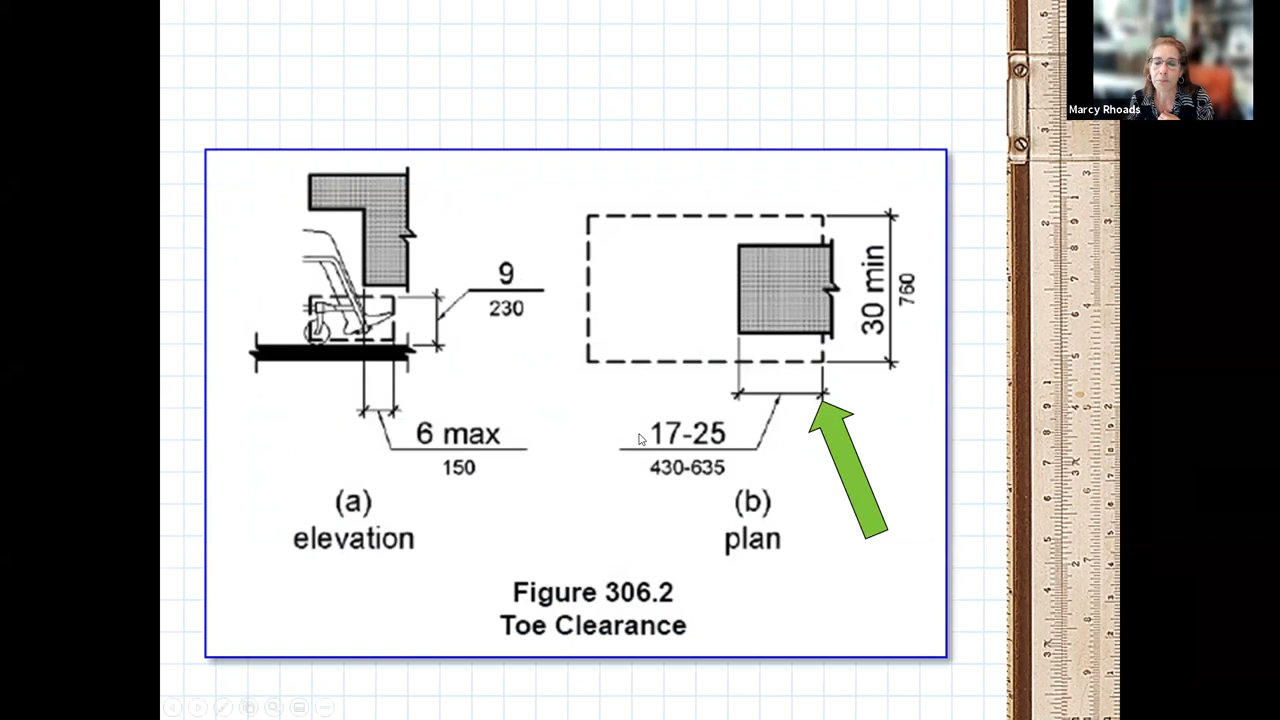 Marcy Rhoads
9
230
6 max
150
30 min
760
17-25
430-635
(a)
elevation
(b)
plan
Figure 306.2
Toe Clearance